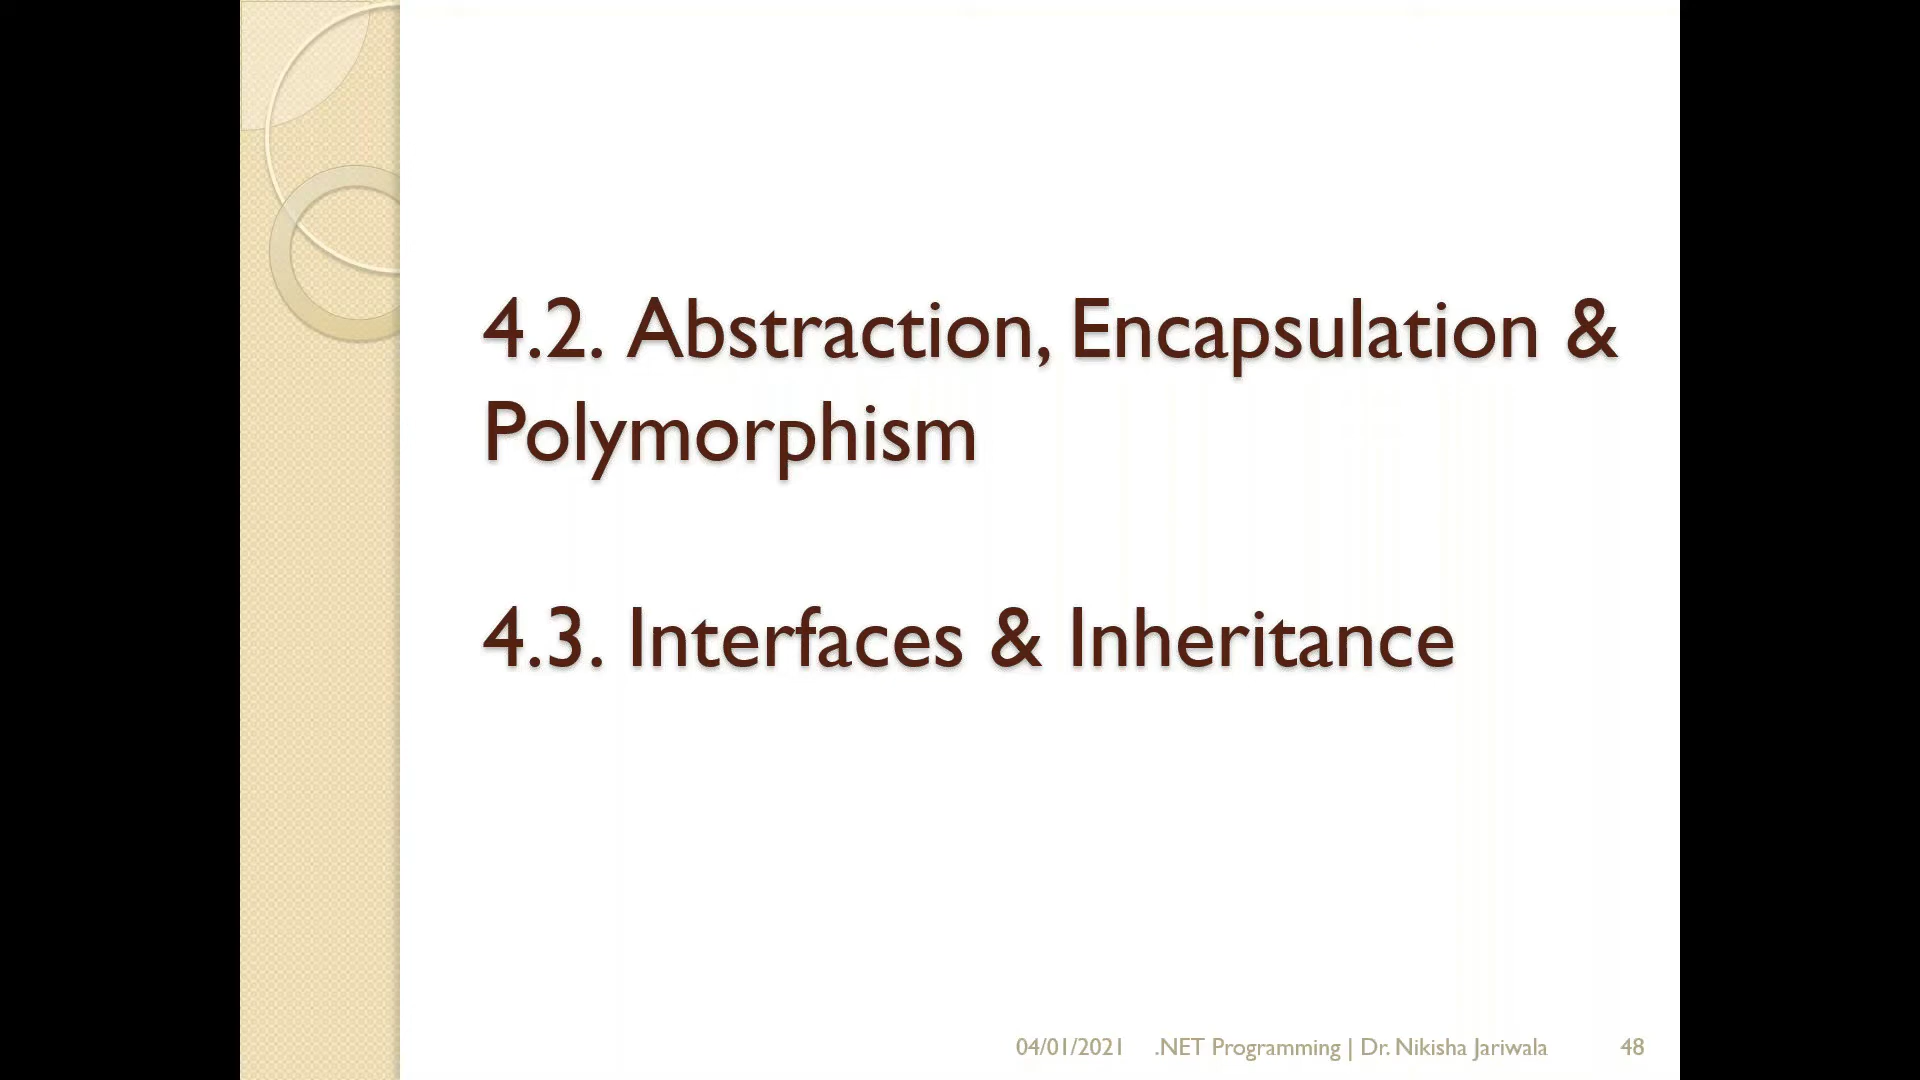 4.2. Abstraction, Encapsulation &
Polymorphism
4.3. Interfaces & Inheritance
04/01/2021 .NET Programming | Dr. Nikisha Jariwala 48